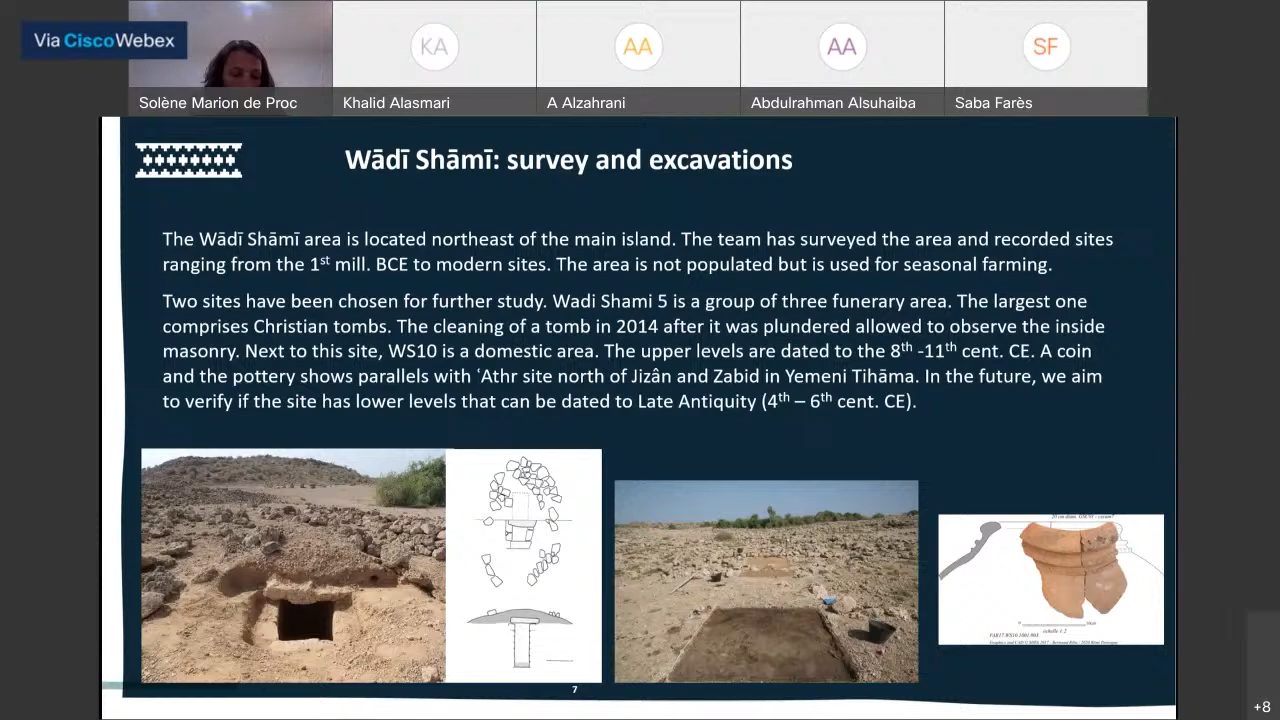 Via Cisco Webex
KA
AA
AA
SF
Solène Marion de Proc
Khalid Alasmari
A Alzahrani
Abdulrahman Alsuhaiba
Saba Farès
Wādī Shāmī: survey and excavations
The Wādī Shāmī area is located northeast of the main island. The team has surveyed the area and recorded sites
ranging from the 1st mill. BCE to modern sites. The area is not populated but is used for seasonal farming.
Two sites have been chosen for further study. Wadi Shami 5 is a group of three funerary area. The largest one
comprises Christian tombs. The cleaning of a tomb in 2014 after it was plundered allowed to observe the inside
masonry. Next to this site, WS10 is a domestic area. The upper levels are dated to the 8th -11th cent. CE. A coin
and the pottery shows parallels with ʿAthr site north of Jizân and Zabid in Yemeni Tihāma. In the future, we aim
to verify if the site has lower levels that can be dated to Late Antiquity (4th – 6th cent. CE).
échelle 1:2
7
+8